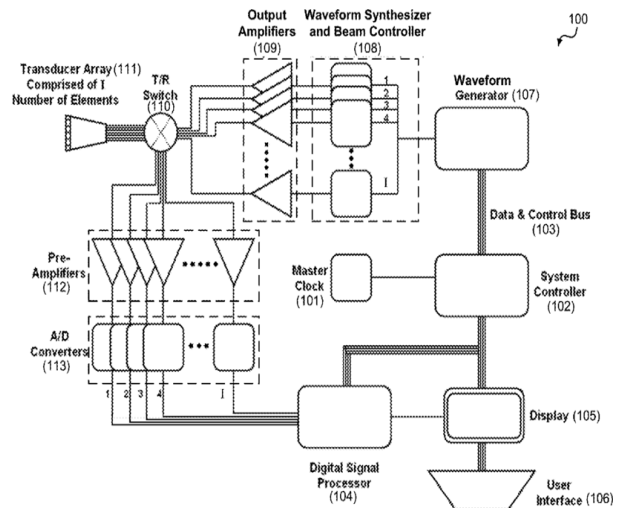 Output
Amplifiers
(109)
Waveform Synthesizer
and Beam Controller
(108)
100
Transducer Array (111)
Comprised of I
Number of Elements
T/R
Switch
(110)
1
2
3
4
I
Waveform
Generator (107)
Data & Control Bus
(103)
Pre-
Amplifiers
(112)
Master
Clock
(101)
System
Controller
(102)
A/D
Converters
(113)
1
2
3
4
I
Display (105)
Digital Signal
Processor
(104)
User
Interface (106)